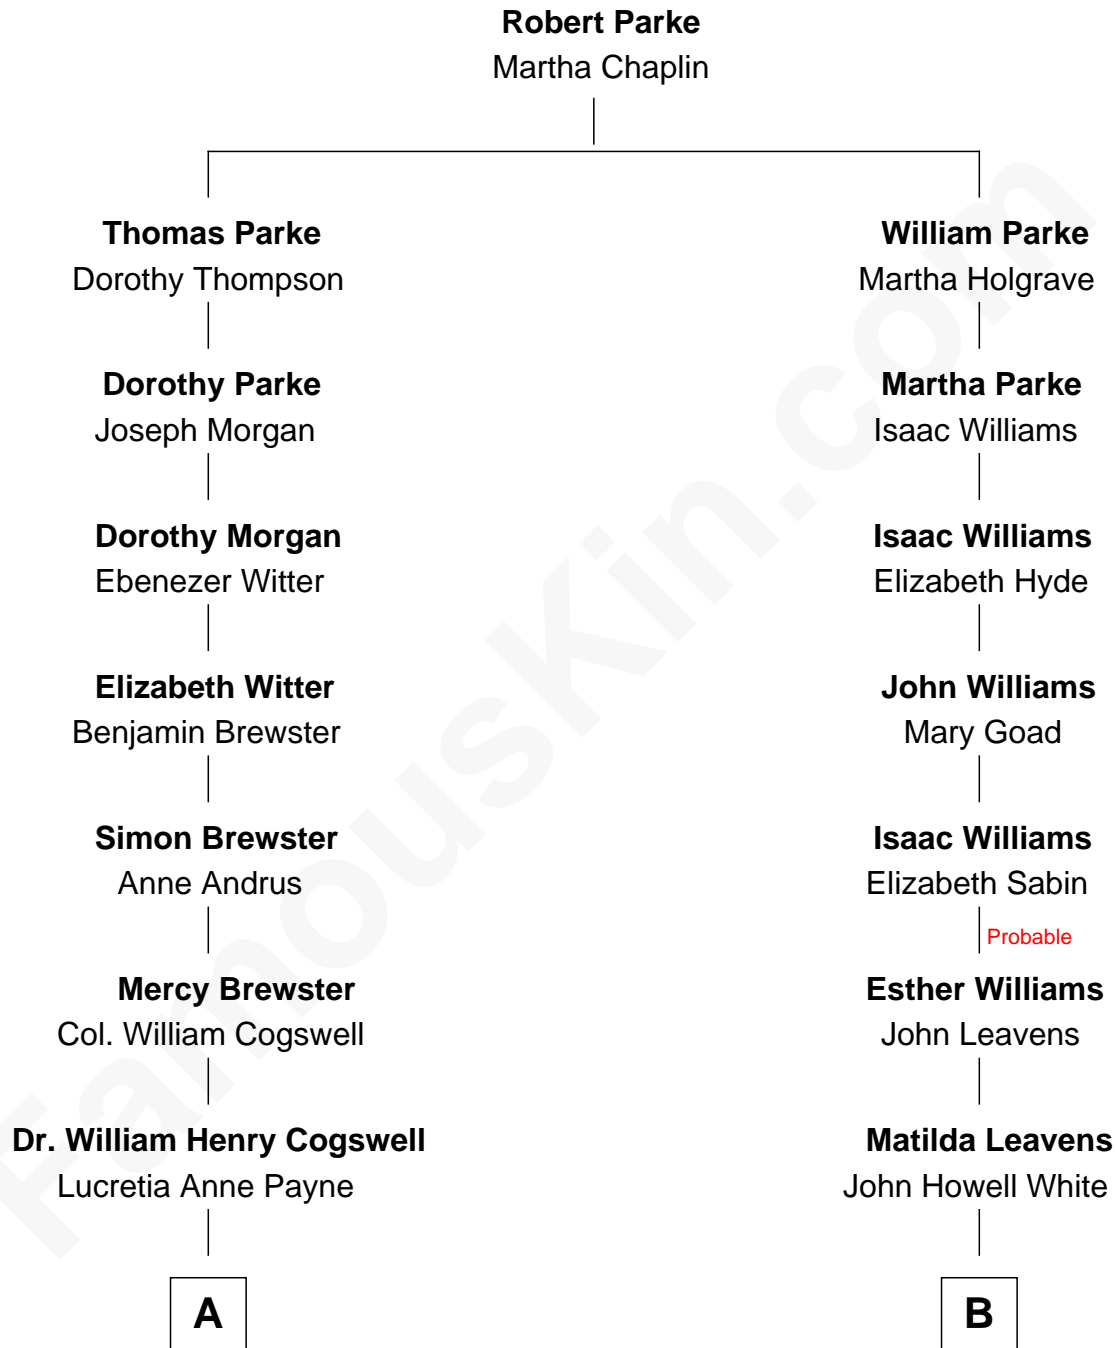 Robert Parke
Martha Chaplin
Thomas Parke
Dorothy Thompson
William Parke
Martha Holgrave
Dorothy Parke
Joseph Morgan
Martha Parke
Isaac Williams
Dorothy Morgan
Ebenezer Witter
Isaac Williams
Elizabeth Hyde
Elizabeth Witter
Benjamin Brewster
John Williams
Mary Goad
Simon Brewster
Anne Andrus
Isaac Williams
Elizabeth Sabin
Probable
Mercy Brewster
Col. William Cogswell
Esther Williams
John Leavens
Dr. William Henry Cogswell
Lucretia Anne Payne
Matilda Leavens
John Howell White
A
B
FamousKin.com